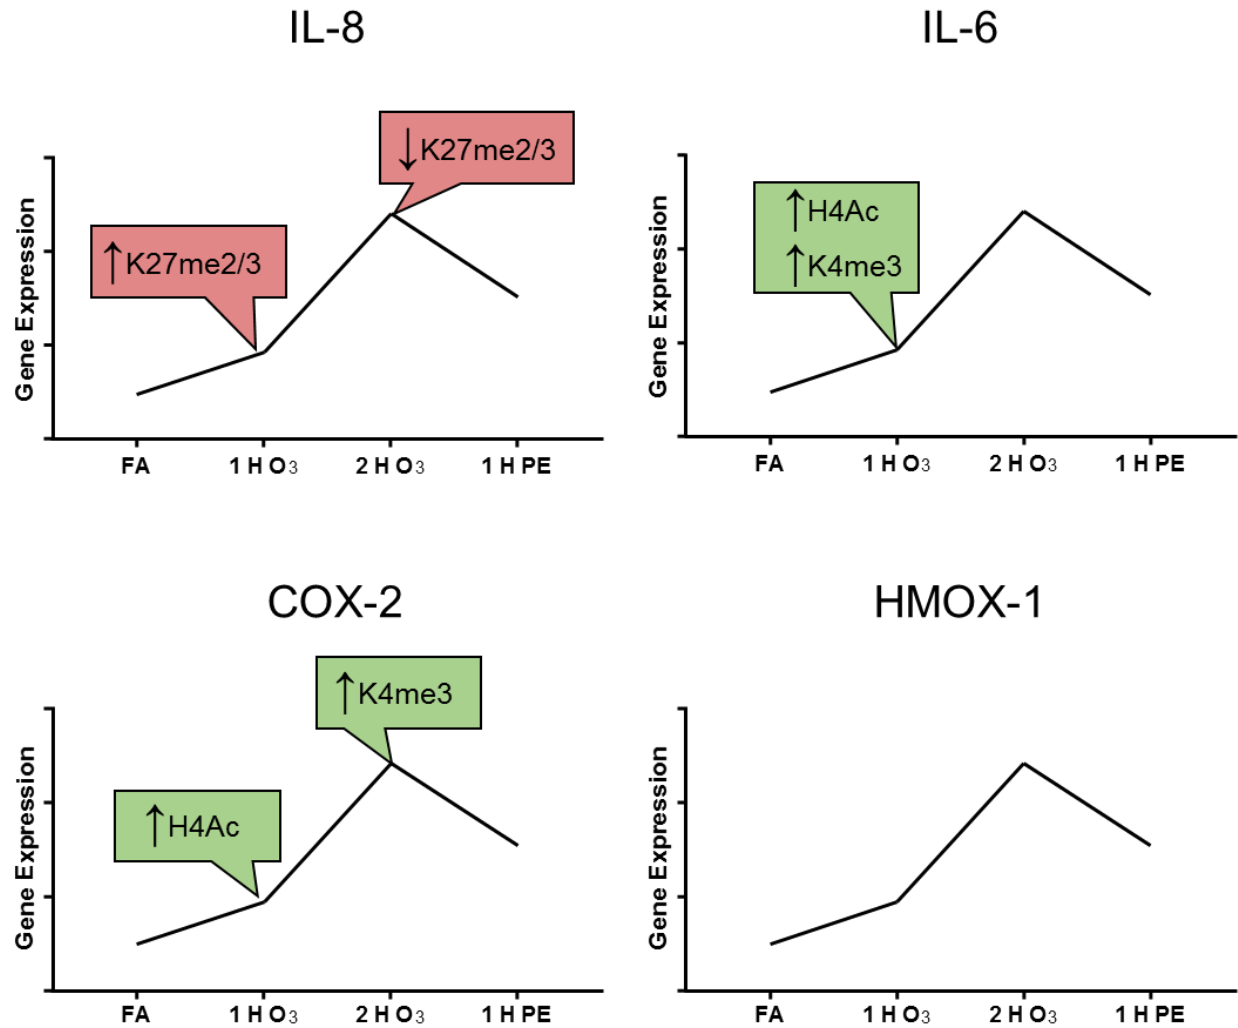 IL-8
↓K27me2/3
↑K27me2/3
Gene Expression
FA 1 H O3 2 H O3 1 H PE
IL-6
↑H4Ac
↑K4me3
Gene Expression
FA 1 H O3 2 H O3 1 H PE
COX-2
↑K4me3
↑H4Ac
Gene Expression
FA 1 H O3 2 H O3 1 H PE
HMOX-1
Gene Expression
FA 1 H O3 2 H O3 1 H PE